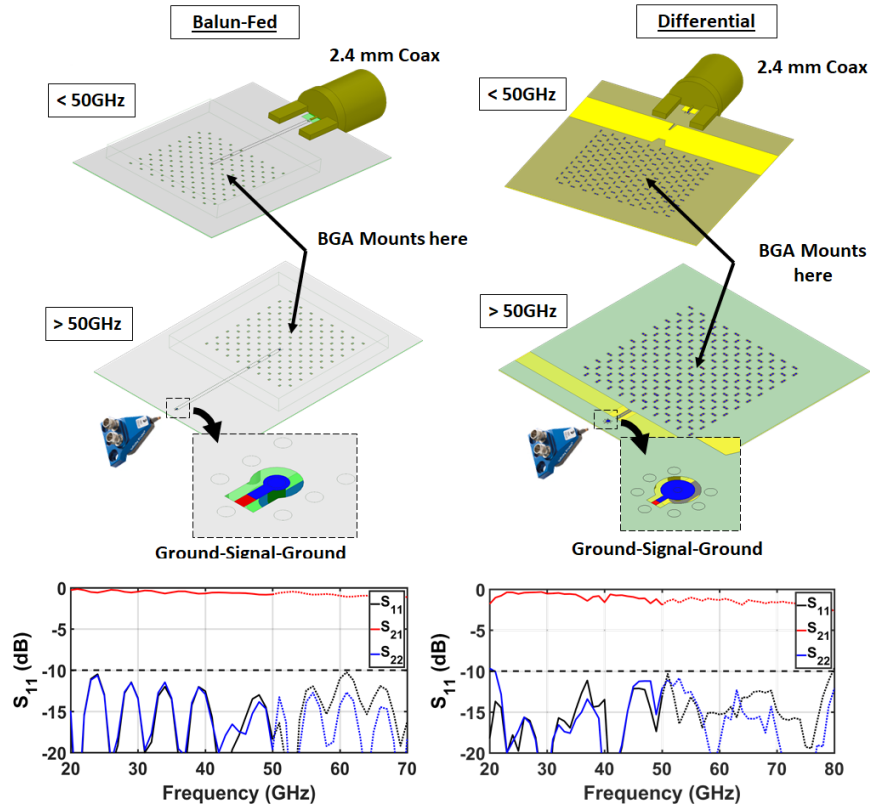 Balun-Fed
2.4 mm Coax
< 50GHz
BGA Mounts here
> 50GHz
Ground-Signal-Ground
Differential
2.4 mm Coax
< 50GHz
BGA Mounts
here
> 50GHz
Ground-Signal-Ground
0
-5
-10
-15
-20
S11 (dB)
S11
S21
S22
20
30
40
50
60
70
Frequency (GHz)
0
-5
-10
-15
-20
S11 (dB)
S11
S21
S22
20
30
40
50
60
70
80
Frequency (GHz)